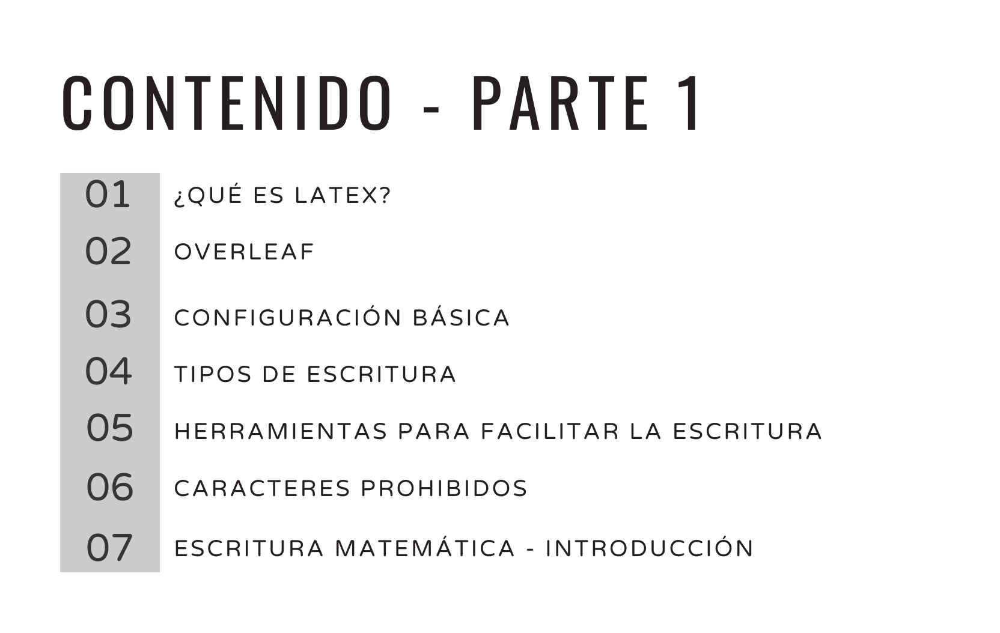 CONTENIDO - PARTE 1
01 ¿QUÉ ES LATEX?
02 OVERLEAF
03 CONFIGURACIÓN BÁSICA
04 TIPOS DE ESCRITURA
05 HERRAMIENTAS PARA FACILITAR LA ESCRITURA
06 CARACTERES PROHIBIDOS
07 ESCRITURA MATEMÁTICA - INTRODUCCIÓN